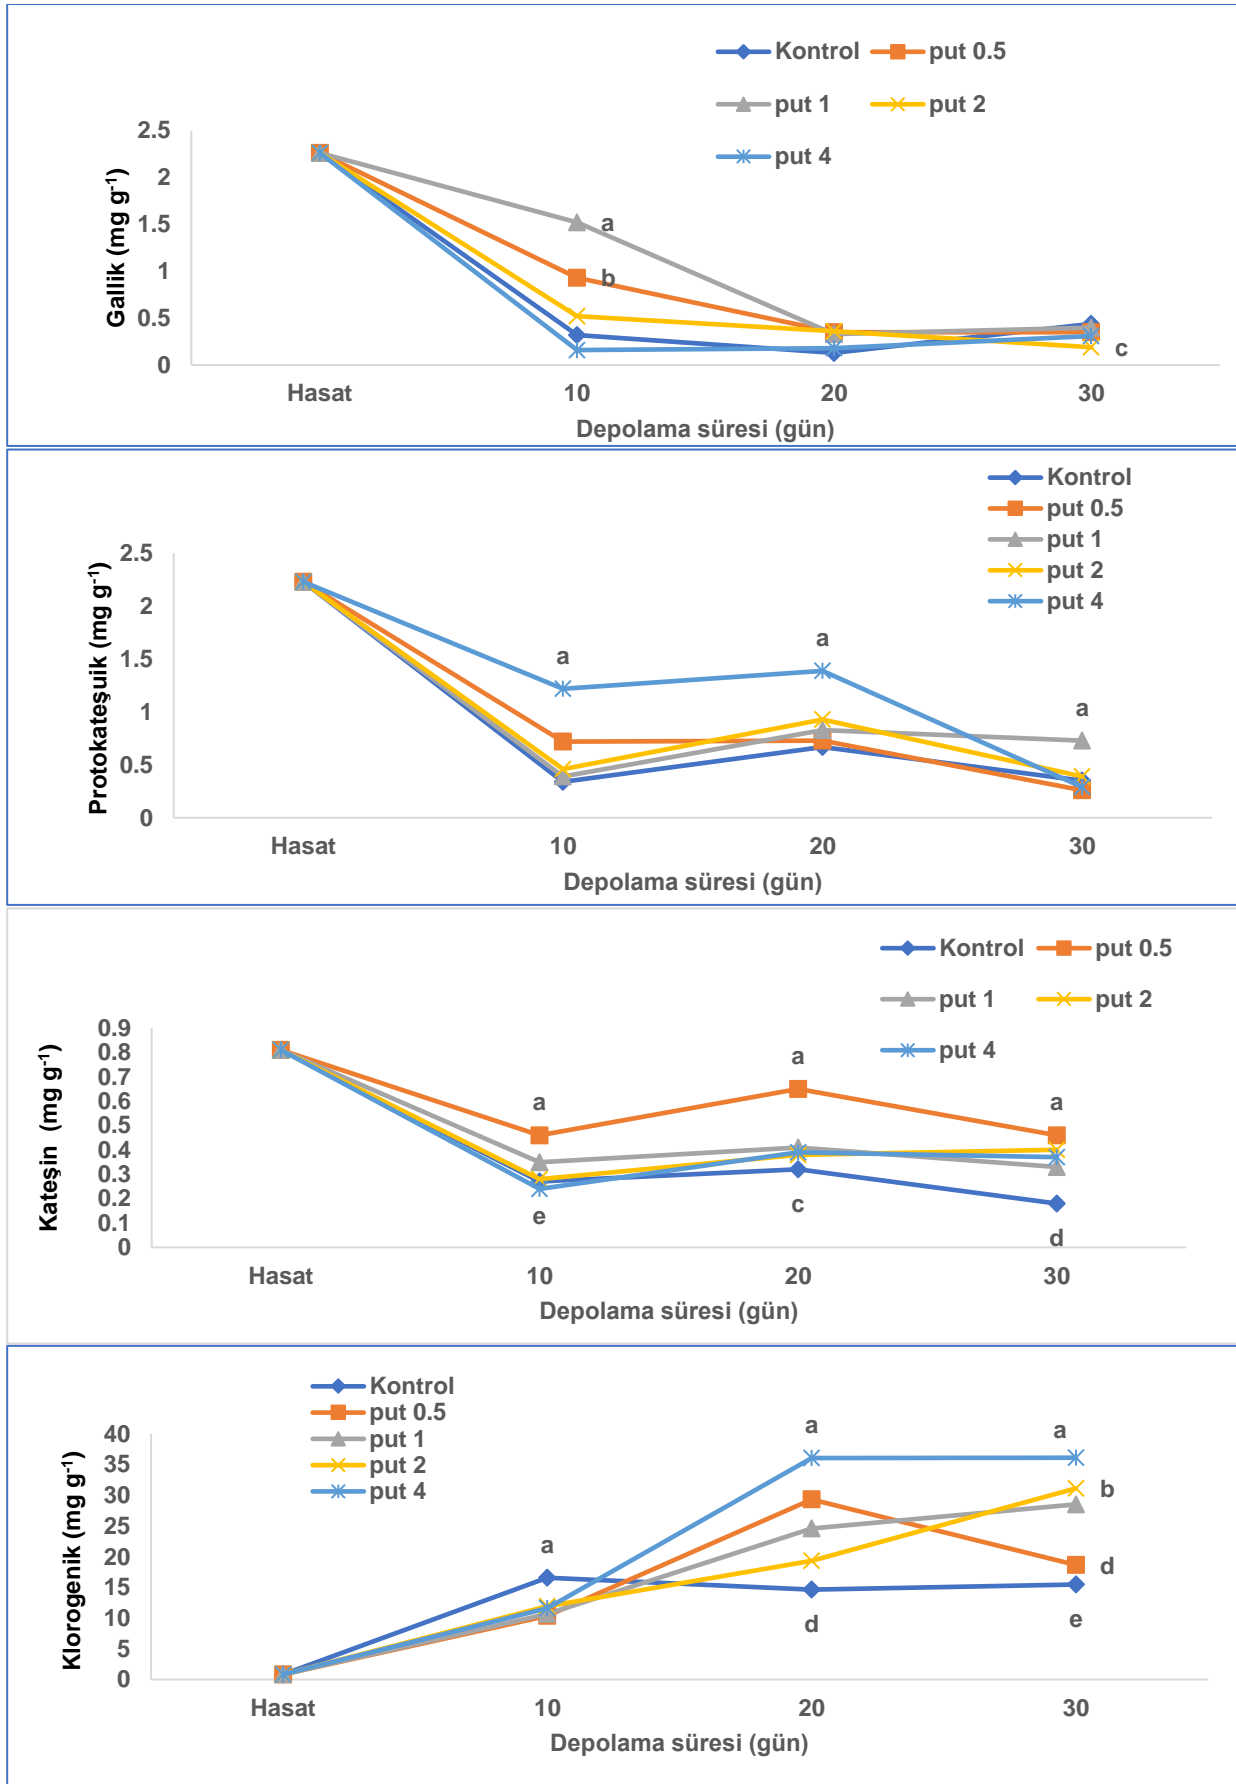 Kontrol put 0.5
put 1 put 2
put 4
Gallik (mg g-1)
2.5
2
1.5
1
0.5
0
a
b
c
Hasat 10 20 30
Depolama süresi (gün)
Kontrol
put 0.5
put 1
put 2
put 4
Protokateşuik (mg g-1)
2.5
2
1.5
1
0.5
0
a a a
Hasat 10 20 30
Depolama süresi (gün)
Kontrol put 0.5
put 1 put 2
put 4
Kateşin (mg g-1)
0.9
0.8
0.7
0.6
0.5
0.4
0.3
0.2
0.1
0
a a a
e c d
Hasat 10 20 30
Depolama süresi (gün)
Kontrol
put 0.5
put 1
put 2
put 4
Klorogenik (mg g-1)
40
35
30
25
20
15
10
5
0
a a a
b
d
d e
Hasat 10 20 30
Depolama süresi (gün)